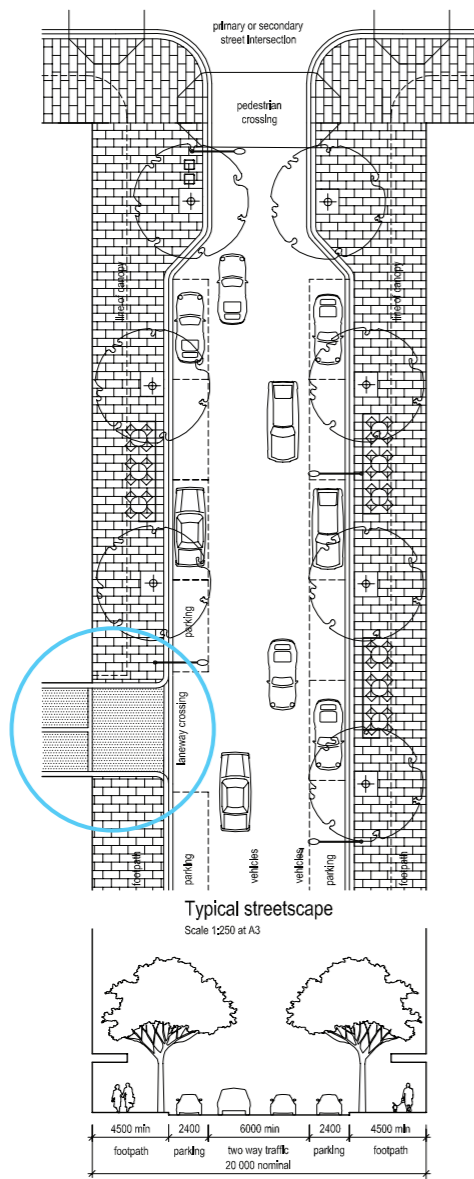 primary or secondary
street intersection
pedestrian
crossing
line of canopy
line of canopy
parking
laneway crossing
footpath
parking
vehicles
vehicles
parking
footpath
Typical streetscape
Scale 1:250 at A3
4500 min
2400
6000 min
2400
4500 min
footpath
parking
two way traffic
parking
footpath
20 000 nominal